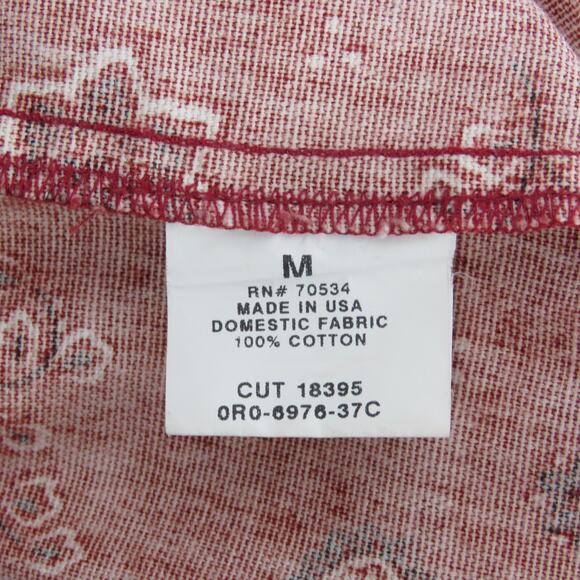 M
RN# 70534
MADE IN USA
DOMESTIC FABRIC
100% COTTON
CUT 18395
0R0-6976-37C